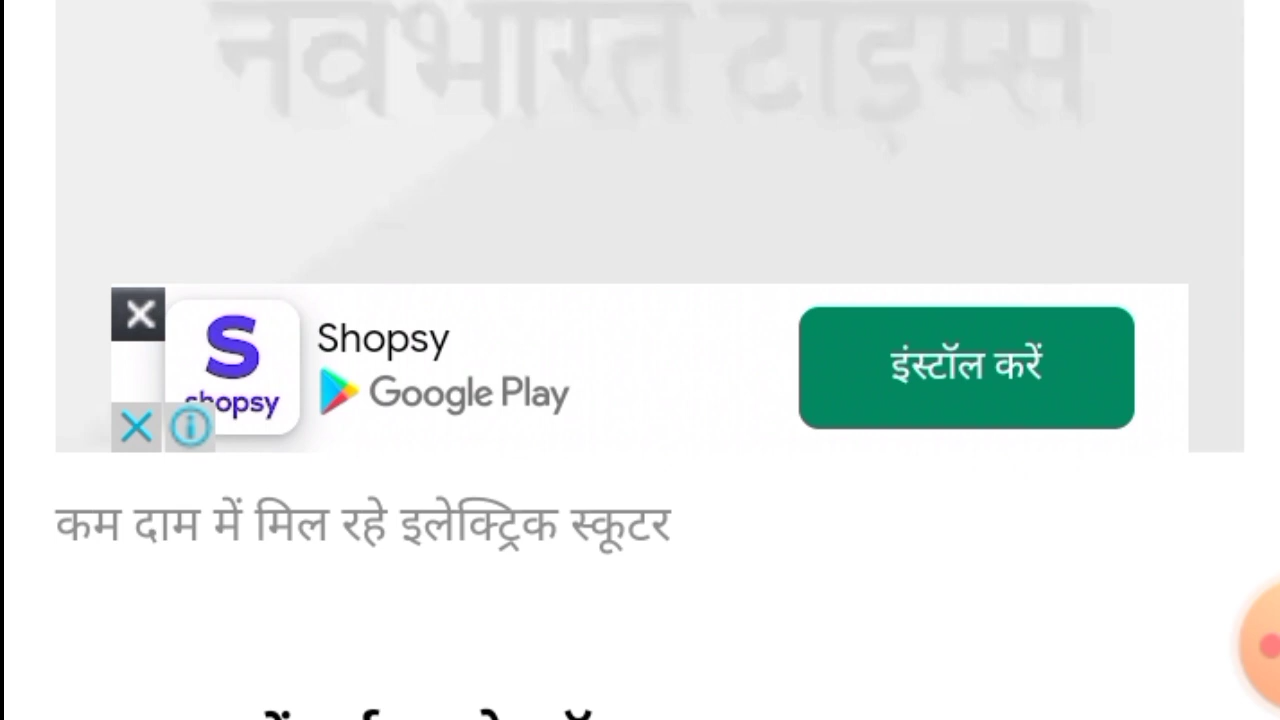 नवभारत टाइम्स
Shopsy
shopsy
Google Play
इंस्टॉल करें
कम दाम में मिल रहे इलेक्ट्रिक स्कूटर